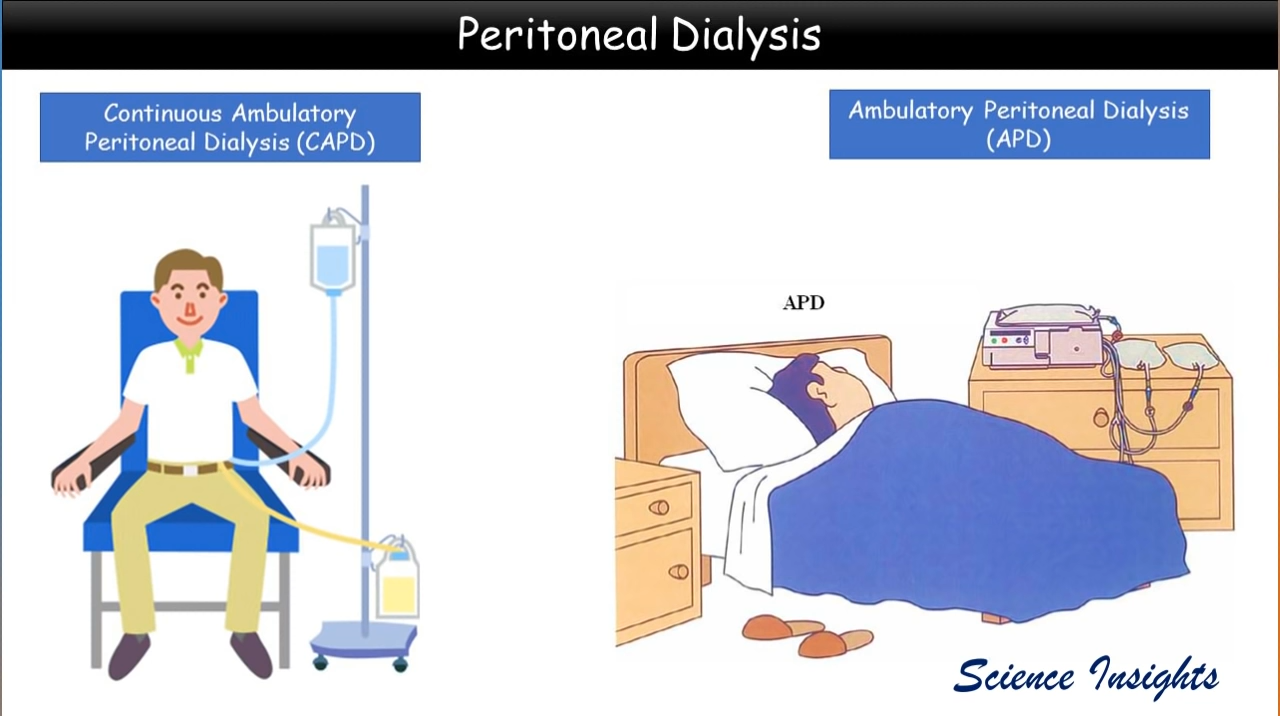 Peritoneal Dialysis
Continuous Ambulatory
Peritoneal Dialysis (CAPD)
Ambulatory Peritoneal Dialysis
(APD)
APD
Science Insights